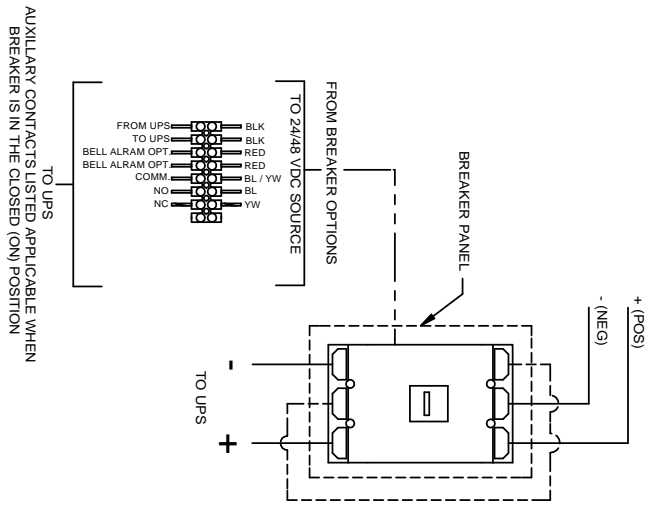 + (POS)
- (NEG)
BREAKER PANEL
FROM BREAKER OPTIONS
TO 24/48 VDC SOURCE
FROM UPS
BLK
TO UPS
BLK
BELL ALRAM OPT.
RED
BELL ALRAM OPT.
RED
COMM.
BL / YW
NO
BL
NC
YW
TO UPS
AUXILLARY CONTACTS LISTED APPLICABLE WHEN
BREAKER IS IN THE CLOSED (ON) POSITION
-
TO UPS
+